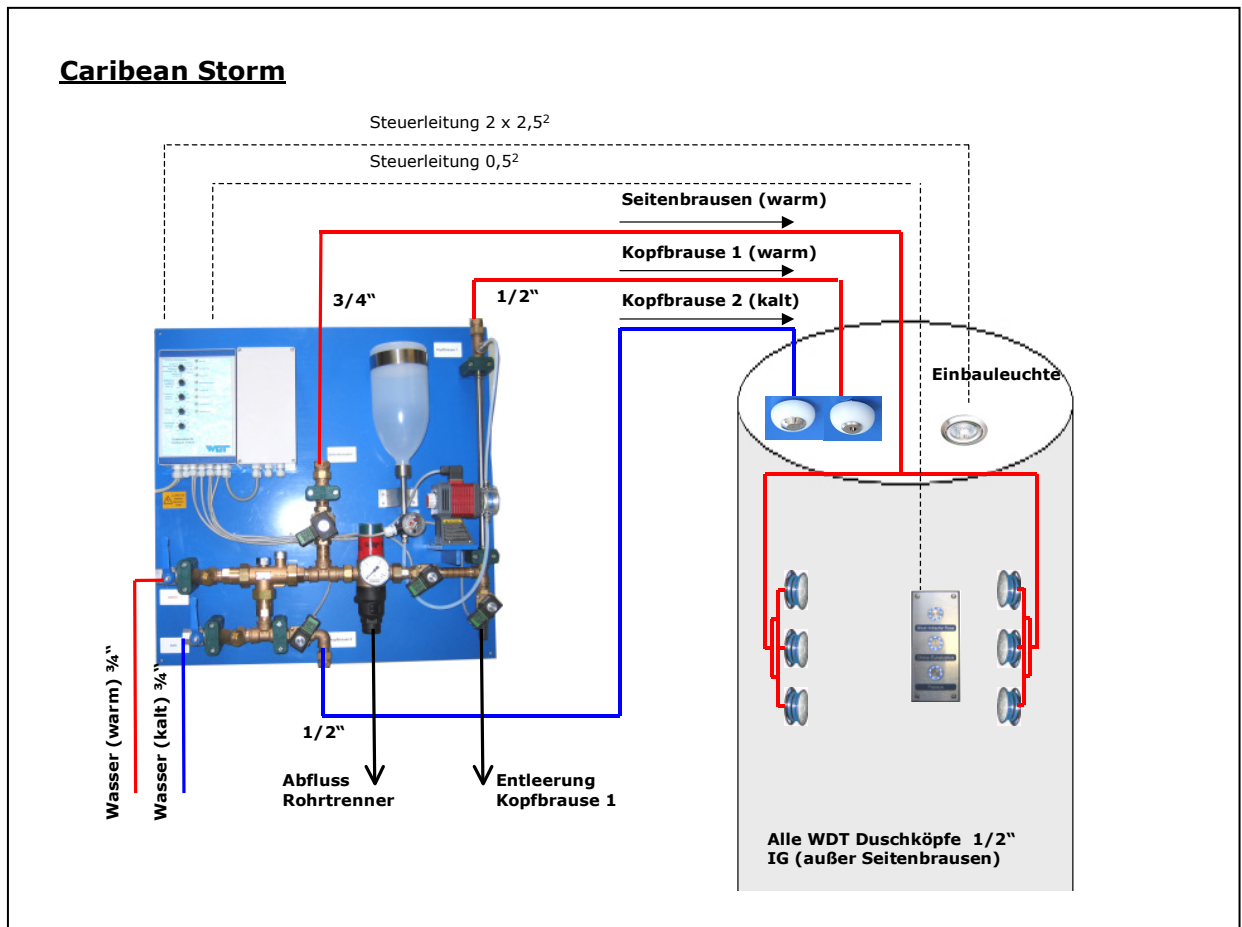 Caribean Storm
Steuerleitung 2 x 2,5²
Steuerleitung 0,5²
Seitenbrausen (warm)
Kopfbrause 1 (warm)
3/4“
1/2“
Kopfbrause 2 (kalt)
Einbauleuchte
WDT
Wasser (warm) ¾“
Wasser (kalt) ¾“
1/2“
Abfluss
Rohrtrenner
Entleerung
Kopfbrause 1
Alle WDT Duschköpfe 1/2“
IG (außer Seitenbrausen)